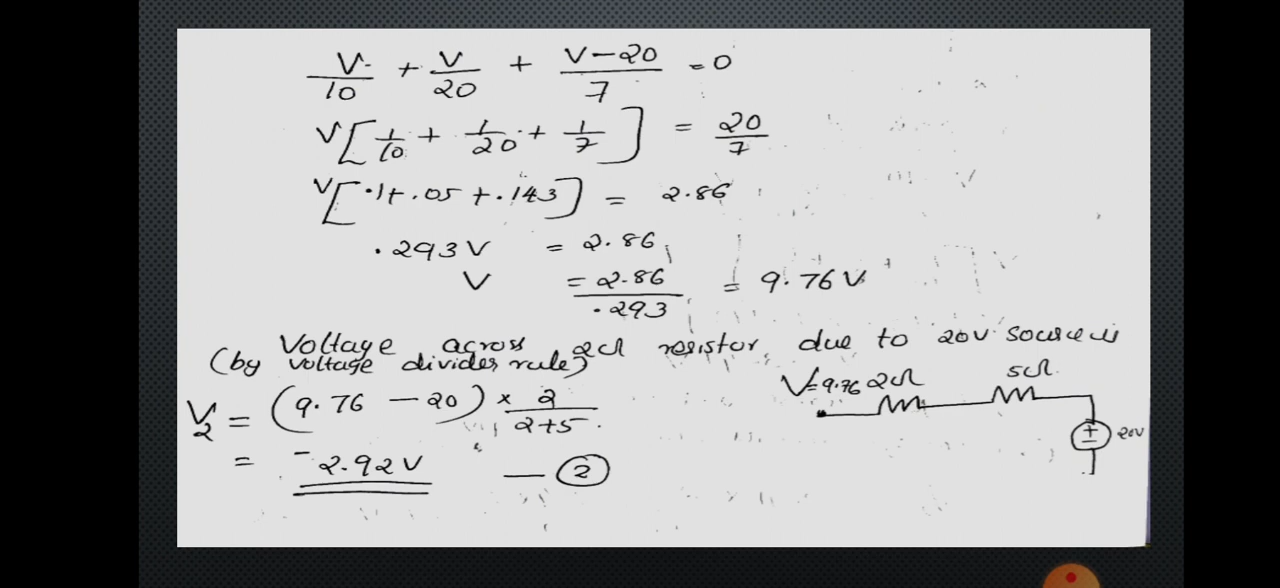 V/10 + V/20 + V-20/7 = 0
V[1/10 + 1/20 + 1/7] = 20/7
V[.1+.05+.143] = 2.86
.293V = 2.86
V = 2.86/.293 = 9.76V
Voltage across 2Ω resistor, due to 20V source is
(by voltage divider rule)
V=9.76 2Ω 5Ω
20V
V2 = (9.76 - 20) × 2/2+5
= -2.92V — ②